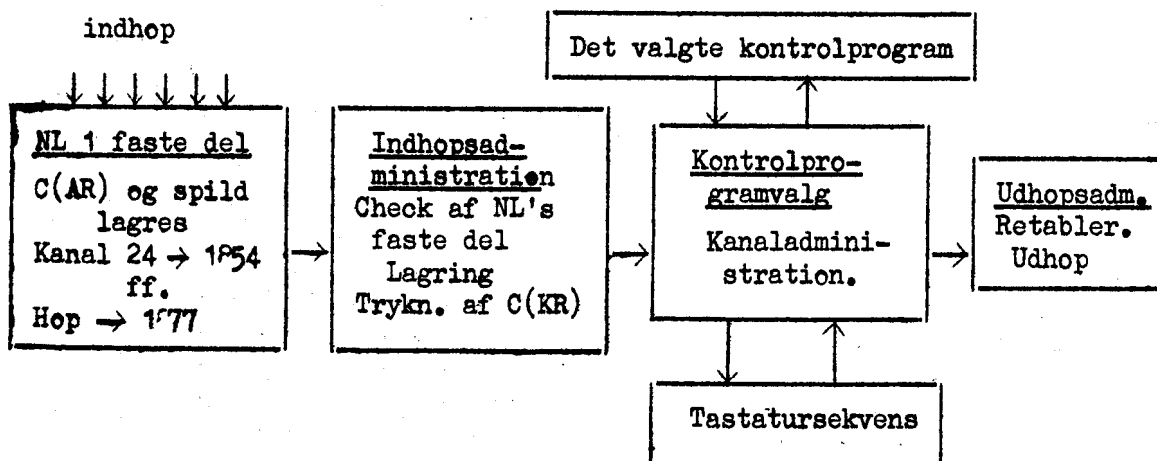 indhop
NL 1 faste del
C(AR) og spild
lagres
Kanal 24 → 1854
ff.
Hop → 1877
Indhopsad-
ministration
Check af NL's
faste del
Lagring
Trykn. af C(KR)
Det valgte kontrolprogram
Kontrolpro-
gramvalg
Kanaladmini-
stration.
Tastatursekvens
Udhopsadm.
Retabler.
Udhop